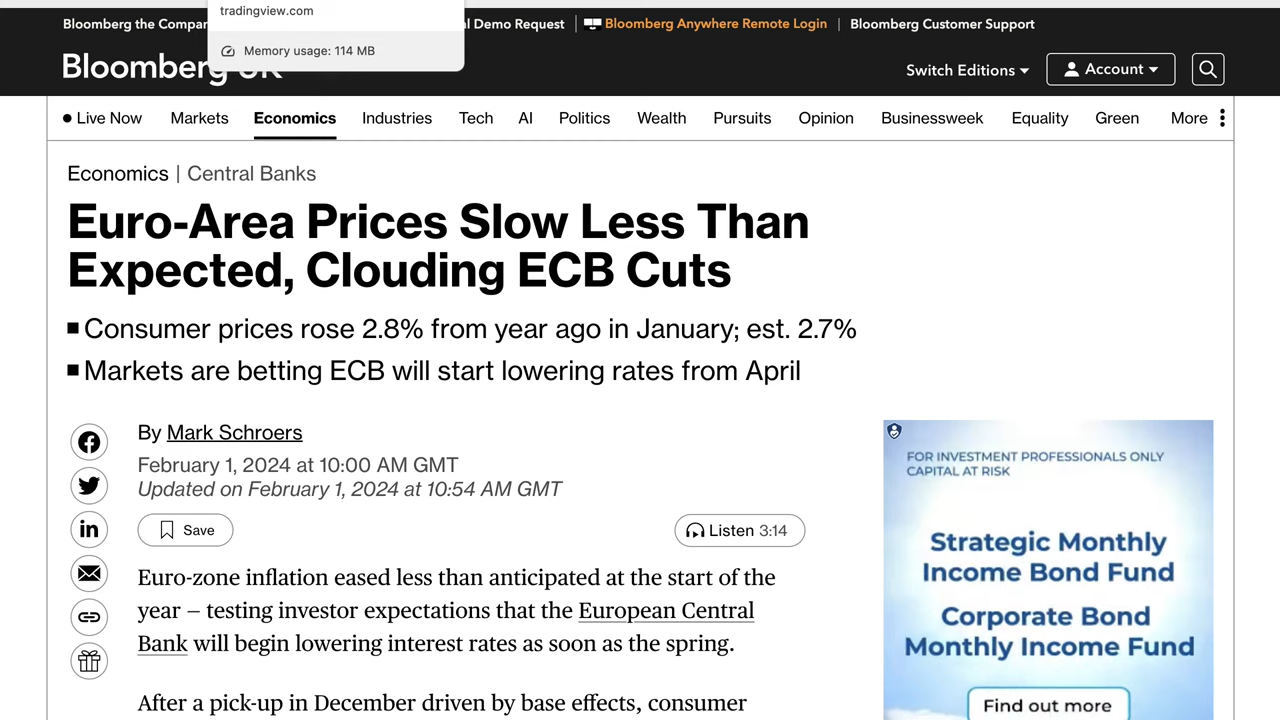 tradingview.com
Memory usage: 114 MB
Bloomberg the Compan
l Demo Request
Bloomberg Anywhere Remote Login
Bloomberg Customer Support
Bloomberg UK
Switch Editions
Account
Live Now Markets Economics Industries Tech AI Politics Wealth Pursuits Opinion Businessweek Equality Green More
Economics | Central Banks
Euro-Area Prices Slow Less Than
Expected, Clouding ECB Cuts
Consumer prices rose 2.8% from year ago in January; est. 2.7%
Markets are betting ECB will start lowering rates from April
By Mark Schroers
February 1, 2024 at 10:00 AM GMT
Updated on February 1, 2024 at 10:54 AM GMT
Save
Listen 3:14
Euro-zone inflation eased less than anticipated at the start of the
year – testing investor expectations that the European Central
Bank will begin lowering interest rates as soon as the spring.
After a pick-up in December driven by base effects, consumer
FOR INVESTMENT PROFESSIONALS ONLY
CAPITAL AT RISK
Strategic Monthly
Income Bond Fund
Corporate Bond
Monthly Income Fund
Find out more